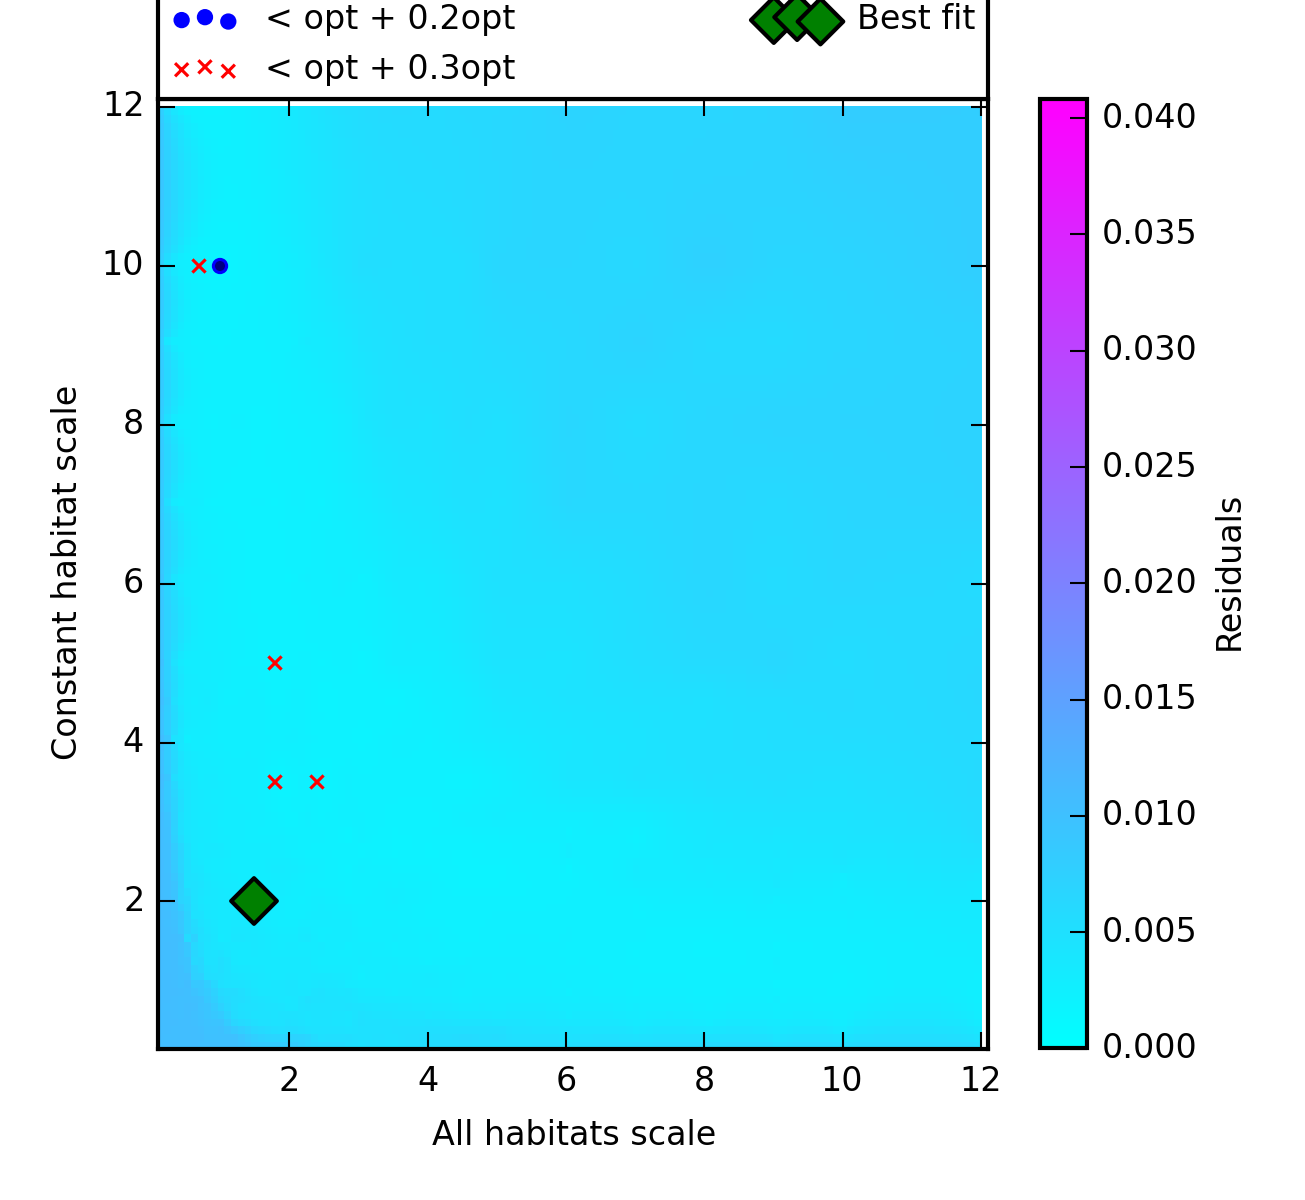 < opt + 0.2opt
Best fit
< opt + 0.3opt
12
10
8
6
4
2
Constant habitat scale
2 4 6 8 10 12
All habitats scale
0.040
0.035
0.030
0.025
0.020
0.015
0.010
0.005
0.000
Residuals